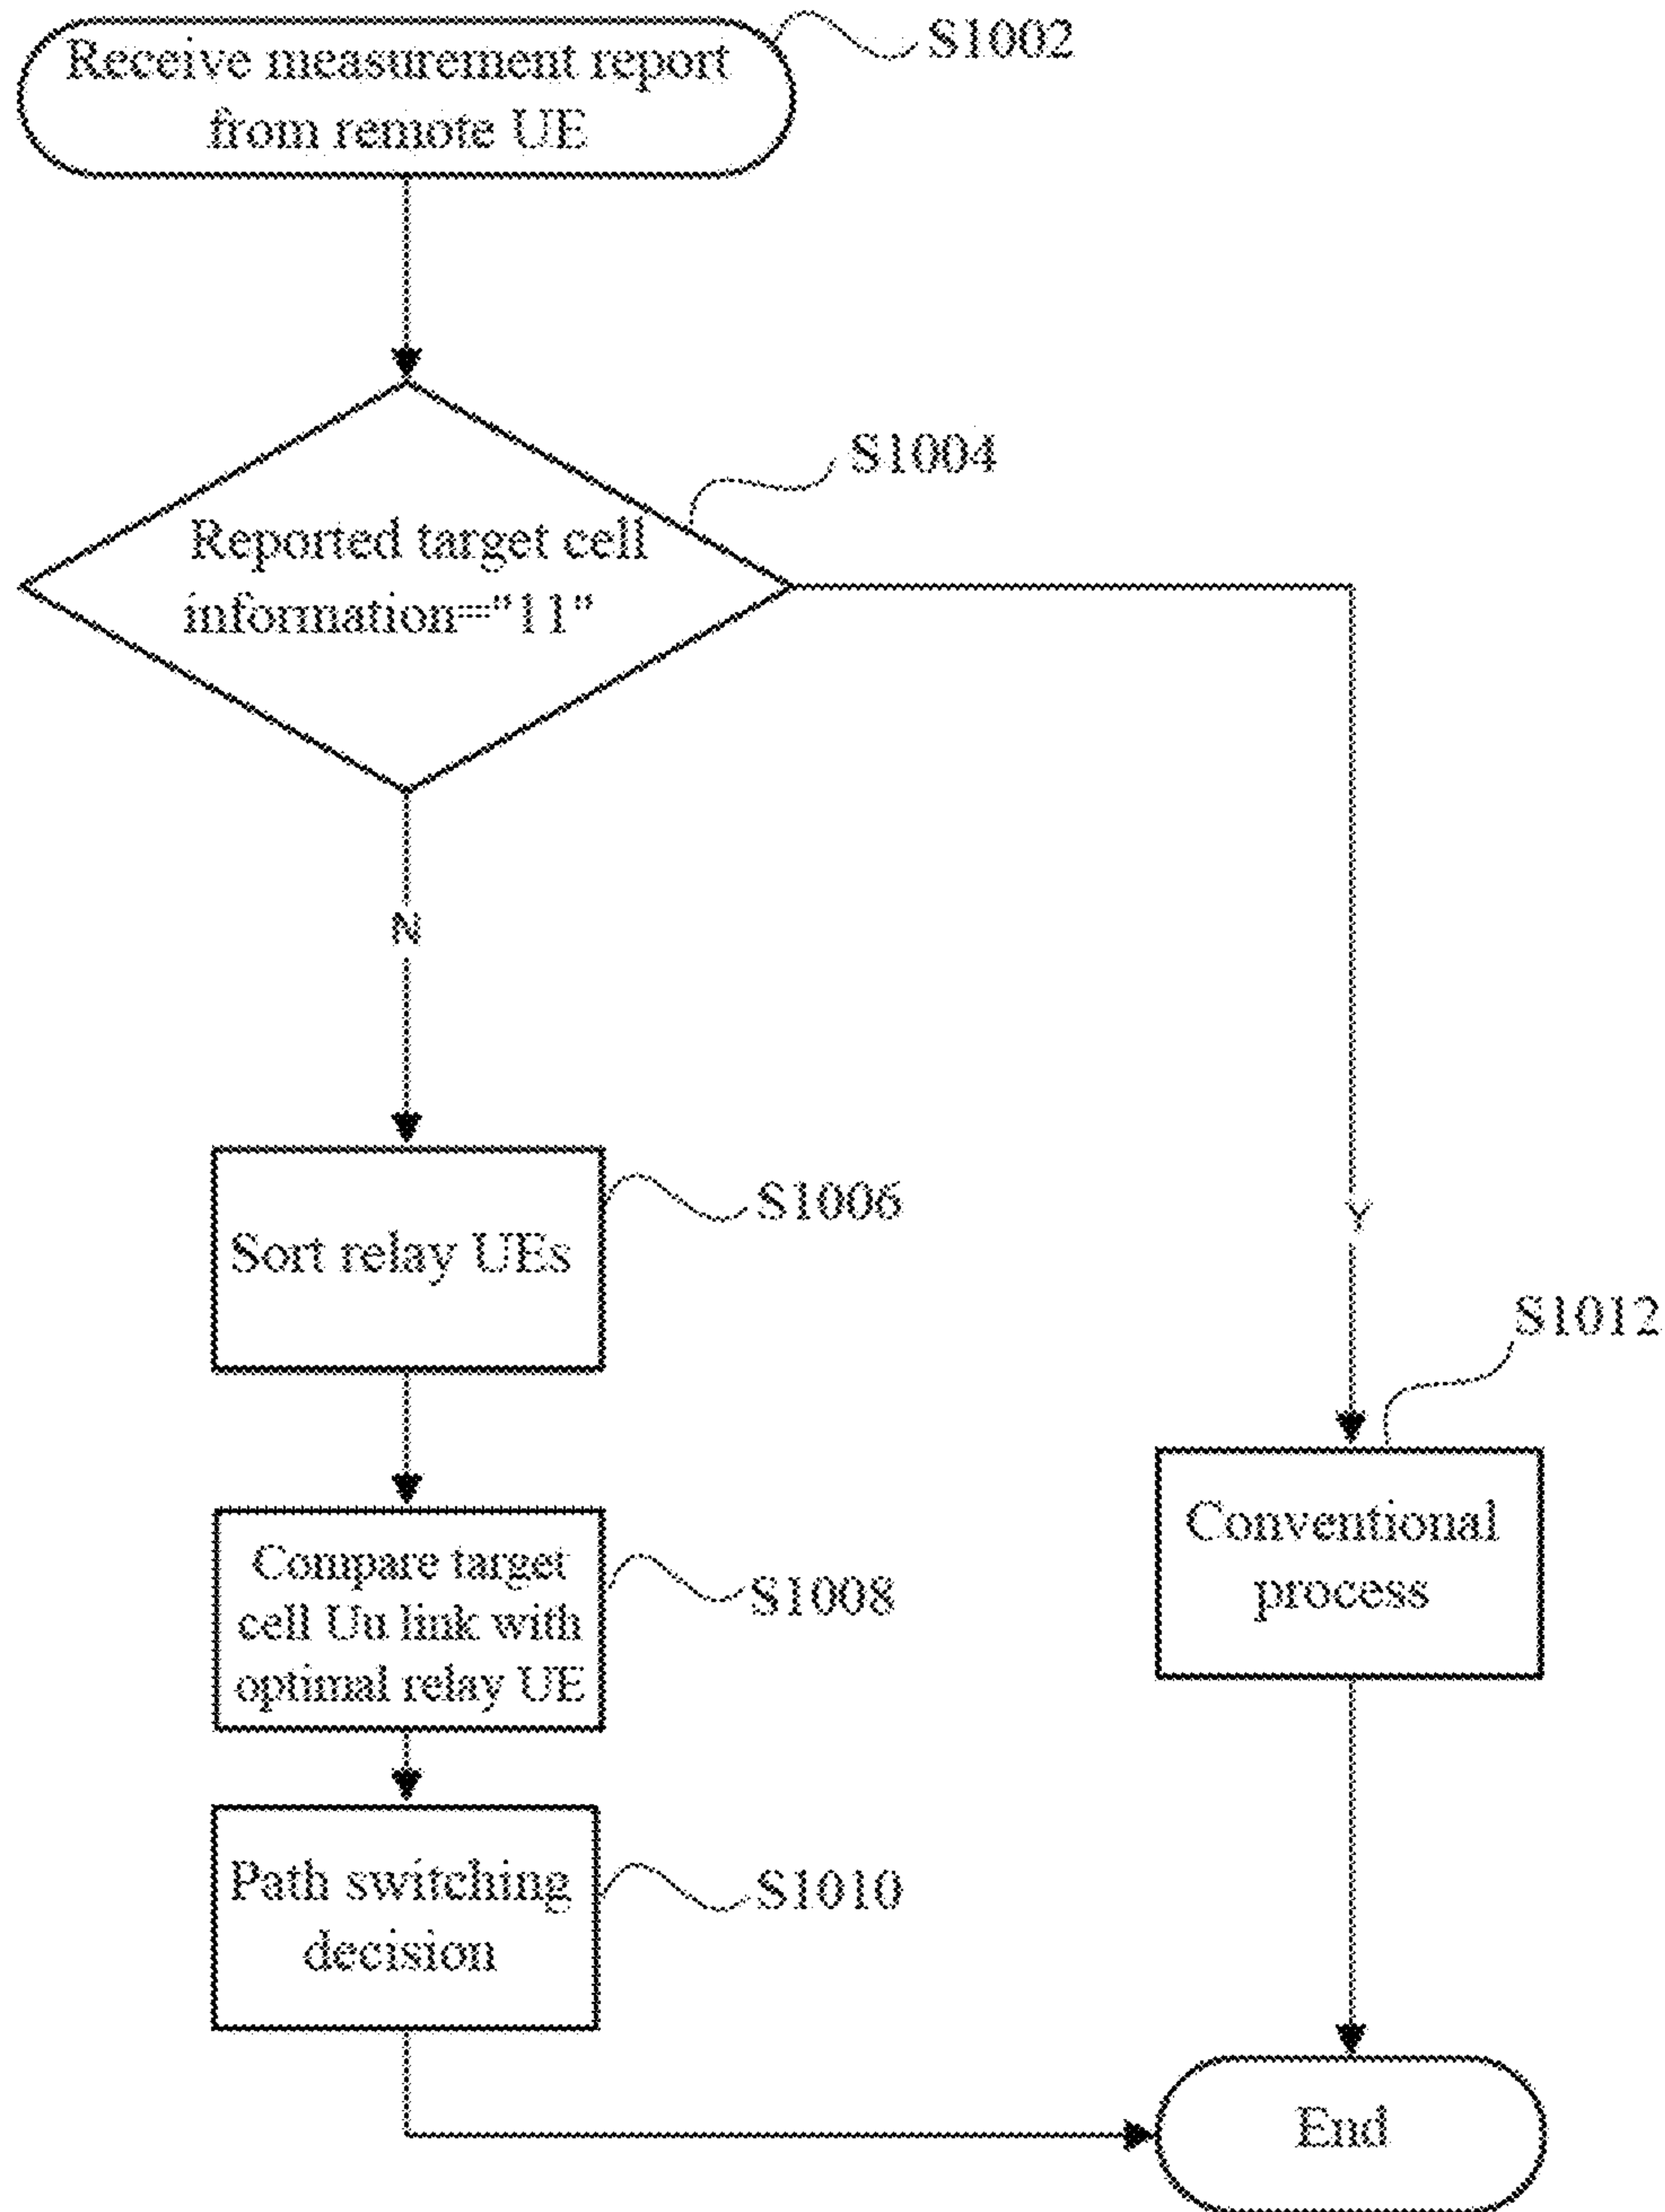 Receive measurement report
from remote UE
S1002
S1004
Reported target cell
information="11"
N
Sort relay UEs
S1006
Y
S1012
Compare target
cell Uu link with
optimal relay UE
S1008
Conventional
process
Path switching
decision
S1010
End